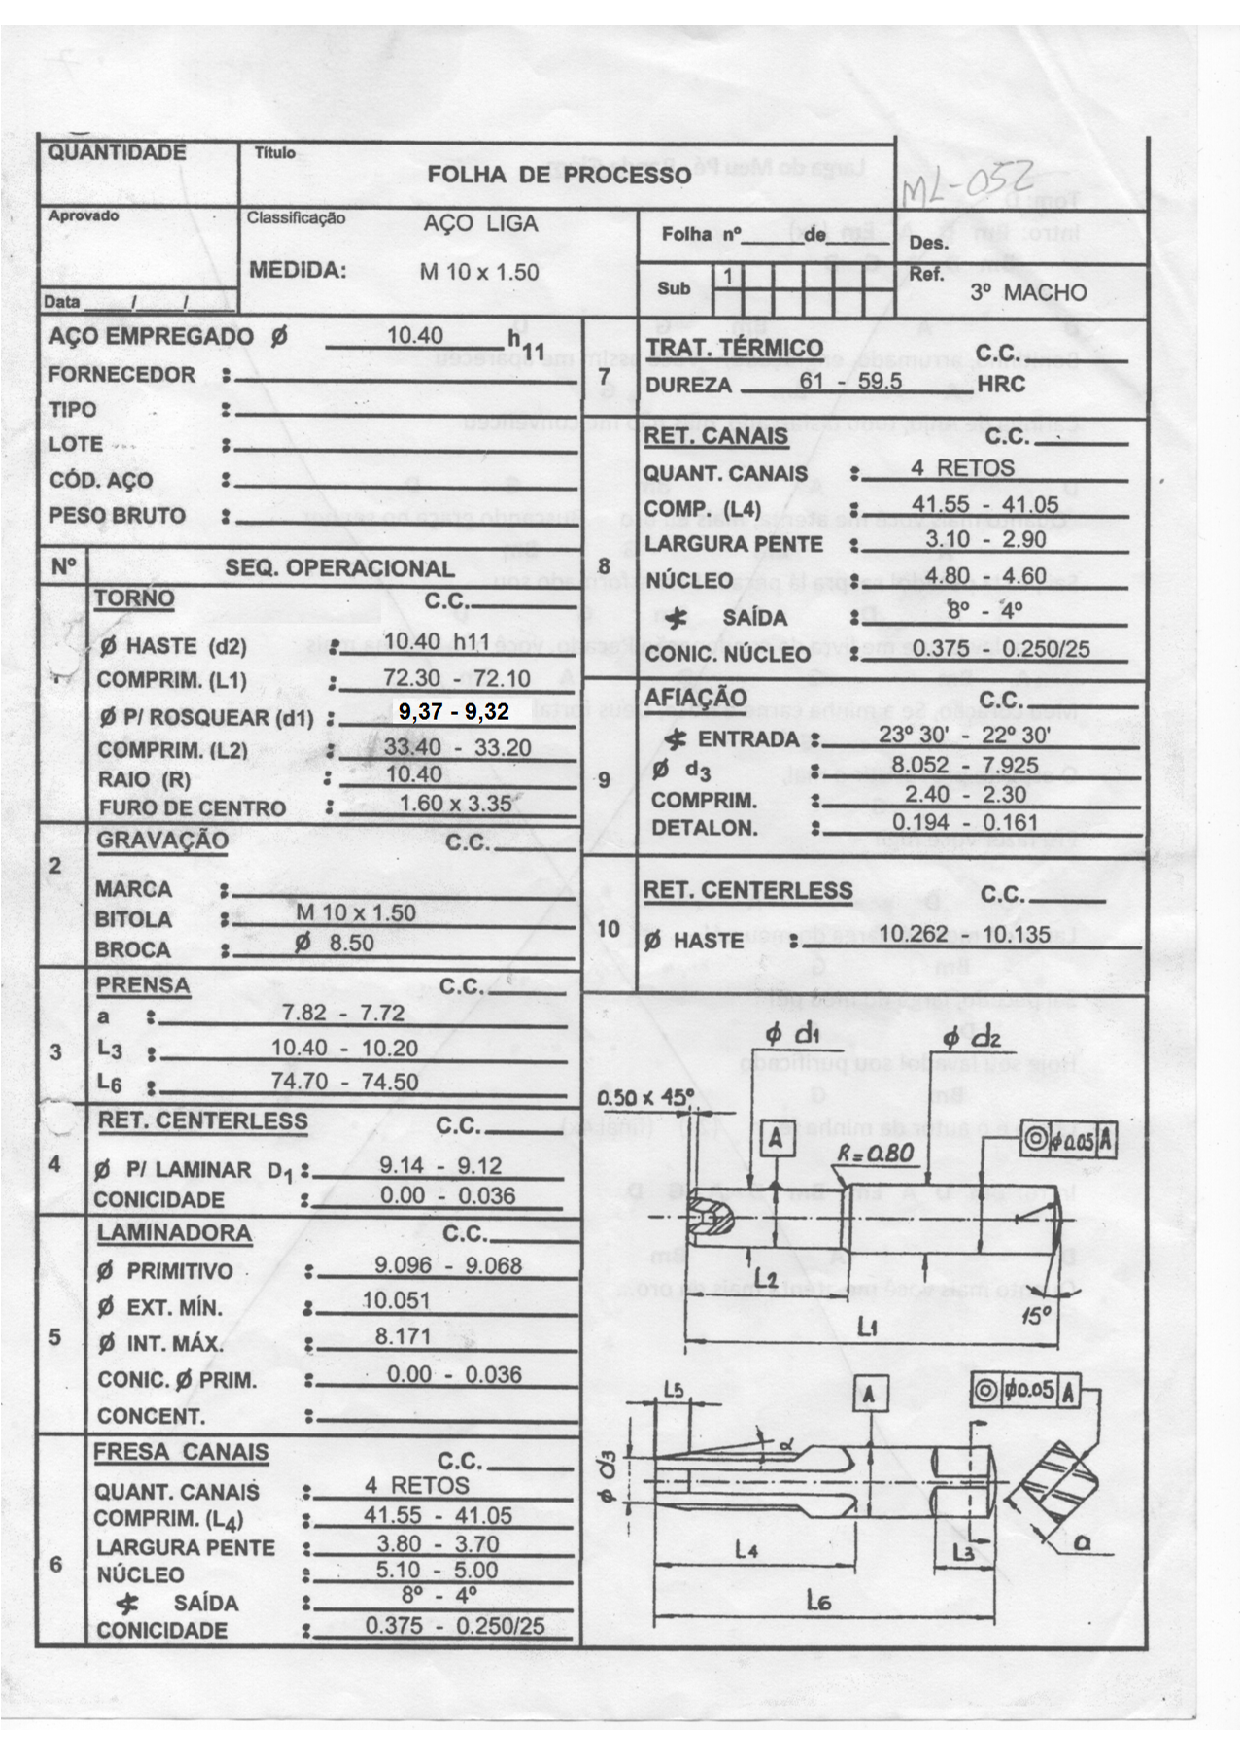 QUANTIDADE
Título
FOLHA DE PROCESSO
ML-052
Aprovado
Classificação
AÇO LIGA
MEDIDA: M 10 x 1.50
Folha nº____de____
Des.
Sub 1
Ref.
3º MACHO
Data ___/___/___
AÇO EMPREGADO Ø 10.40 h11
FORNECEDOR :
TIPO :
LOTE :
CÓD. AÇO :
PESO BRUTO :
Nº SEQ. OPERACIONAL
TORNO C.C.
Ø HASTE (d2) : 10.40 h11
COMPRIM. (L1) : 72.30 - 72.10
Ø P/ ROSQUEAR (d1) : 9,37 - 9,32
COMPRIM. (L2) : 33.40 - 33.20
RAIO (R) : 10.40
FURO DE CENTRO : 1.60 x 3.35
2
GRAVAÇÃO C.C.
MARCA :
BITOLA : M 10 x 1.50
BROCA : Ø 8.50
3
PRENSA C.C.
a : 7.82 - 7.72
L3 : 10.40 - 10.20
L6 : 74.70 - 74.50
4
RET. CENTERLESS C.C.
Ø P/ LAMINAR D1 : 9.14 - 9.12
CONICIDADE : 0.00 - 0.036
5
LAMINADORA C.C.
Ø PRIMITIVO : 9.096 - 9.068
Ø EXT. MÍN. : 10.051
Ø INT. MÁX. : 8.171
CONIC. Ø PRIM. : 0.00 - 0.036
CONCENT. :
6
FRESA CANAIS C.C.
QUANT. CANAIS : 4 RETOS
COMPRIM. (L4) : 41.55 - 41.05
LARGURA PENTE : 3.80 - 3.70
NÚCLEO : 5.10 - 5.00
∢ SAÍDA : 8º - 4º
CONICIDADE : 0.375 - 0.250/25
7
TRAT. TÉRMICO C.C.
DUREZA 61 - 59.5 HRC
8
RET. CANAIS C.C.
QUANT. CANAIS : 4 RETOS
COMP. (L4) : 41.55 - 41.05
LARGURA PENTE : 3.10 - 2.90
NÚCLEO : 4.80 - 4.60
∢ SAÍDA : 8º - 4º
CONIC. NÚCLEO : 0.375 - 0.250/25
9
AFIAÇÃO C.C.
∢ ENTRADA : 23º 30' - 22º 30'
Ø d3 : 8.052 - 7.925
COMPRIM. : 2.40 - 2.30
DETALON. : 0.194 - 0.161
10
RET. CENTERLESS C.C.
Ø HASTE : 10.262 - 10.135
ϕ d1
ϕ d2
0.50 x 45º
A
R=0.80
◎ ϕ0.05 A
L2
L1
15º
L5
α
A
◎ ϕ0.05 A
ϕ d3
L4
L3
a
L6